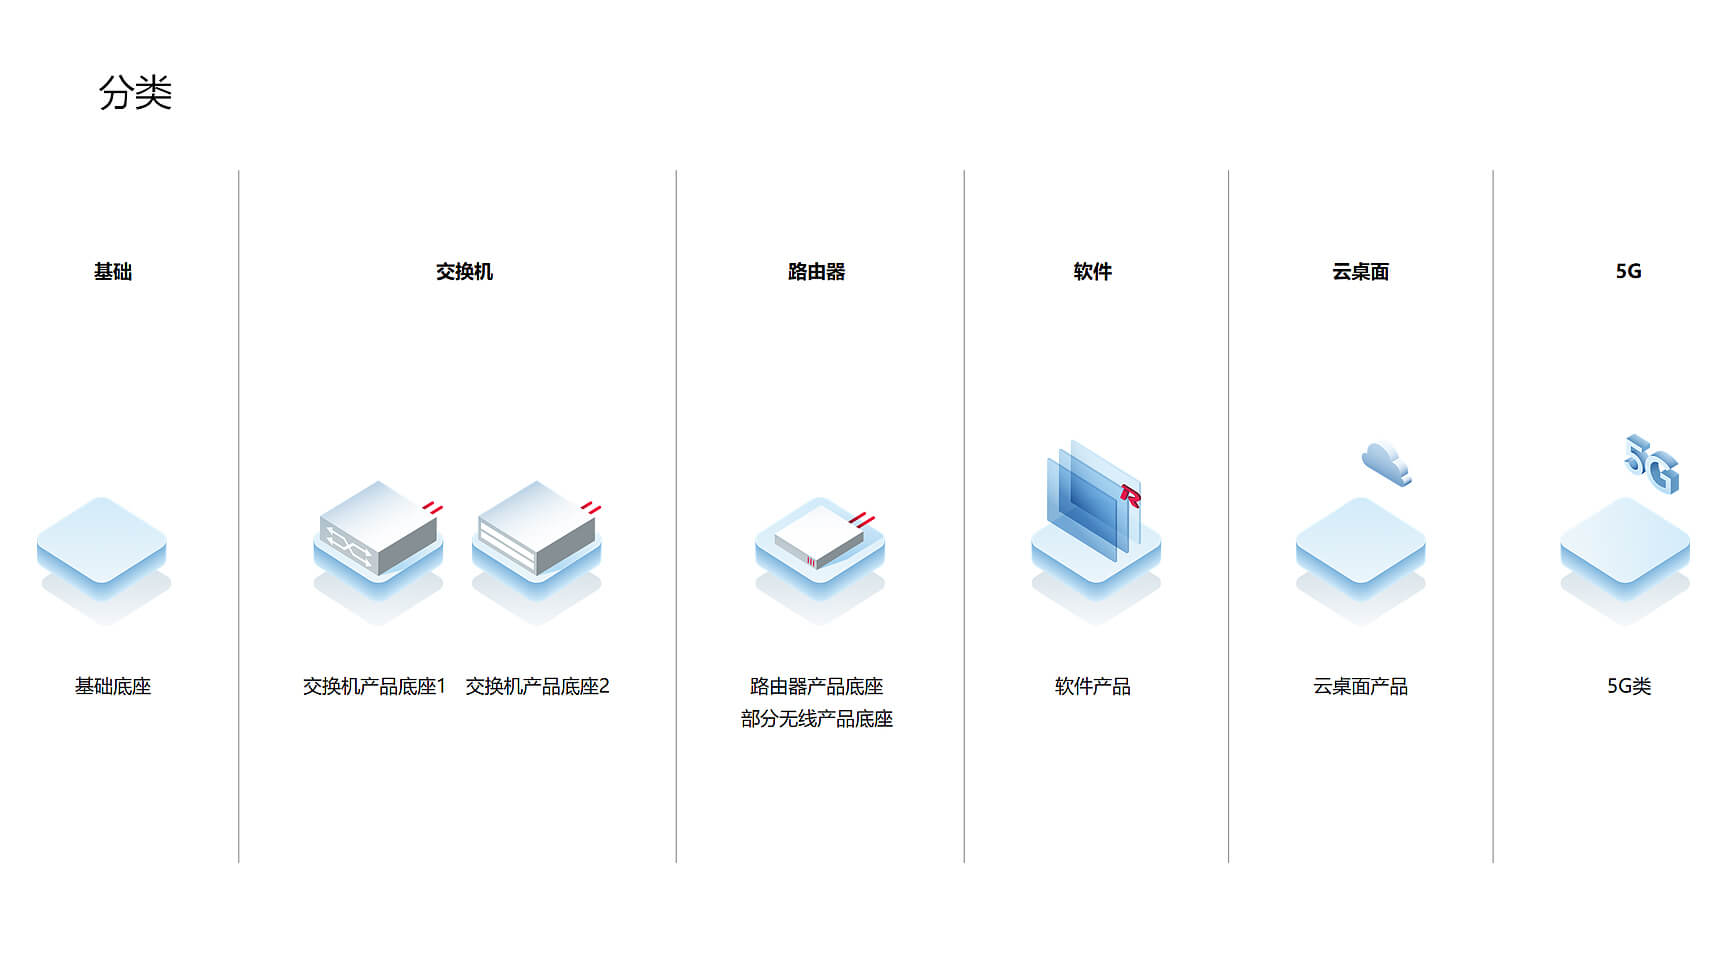 分类
基础
交换机
路由器
软件
云桌面
5G
R
5G
基础底座
交换机产品底座1
交换机产品底座2
路由器产品底座
部分无线产品底座
软件产品
云桌面产品
5G类